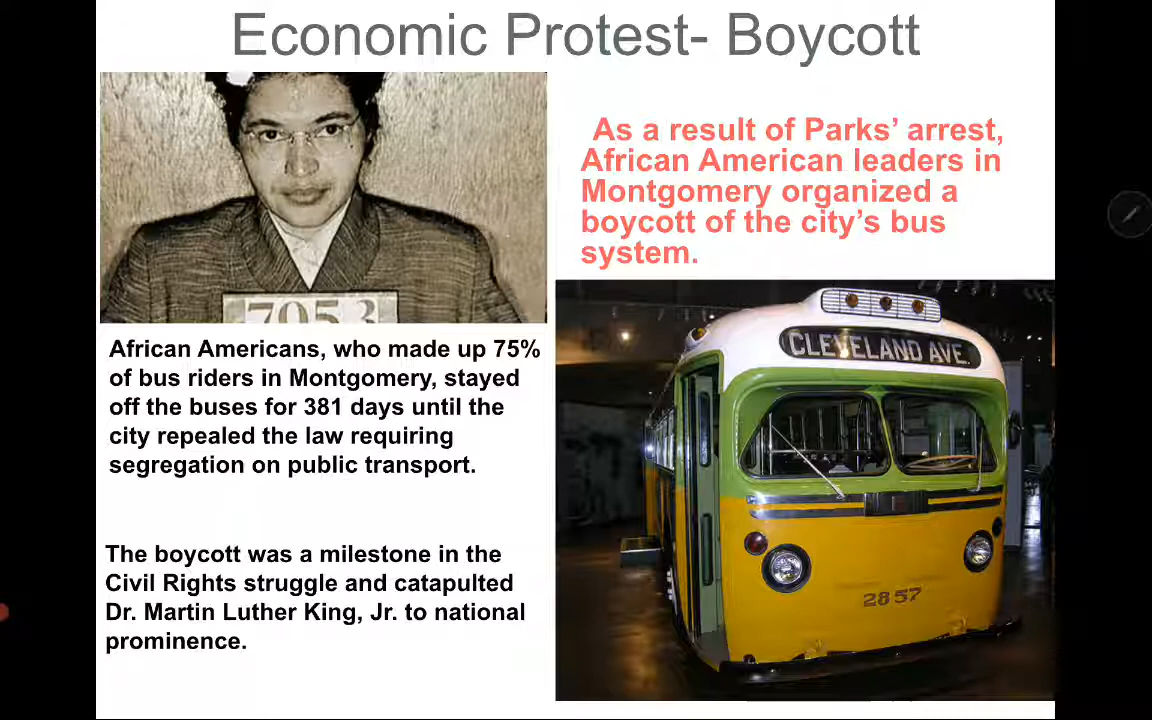 Economic Protest- Boycott
As a result of Parks' arrest,
African American leaders in
Montgomery organized a
boycott of the city's bus
system.
7053
African Americans, who made up 75%
of bus riders in Montgomery, stayed
off the buses for 381 days until the
city repealed the law requiring
segregation on public transport.
The boycott was a milestone in the
Civil Rights struggle and catapulted
Dr. Martin Luther King, Jr. to national
prominence.
CLEVELAND AVE.
2857